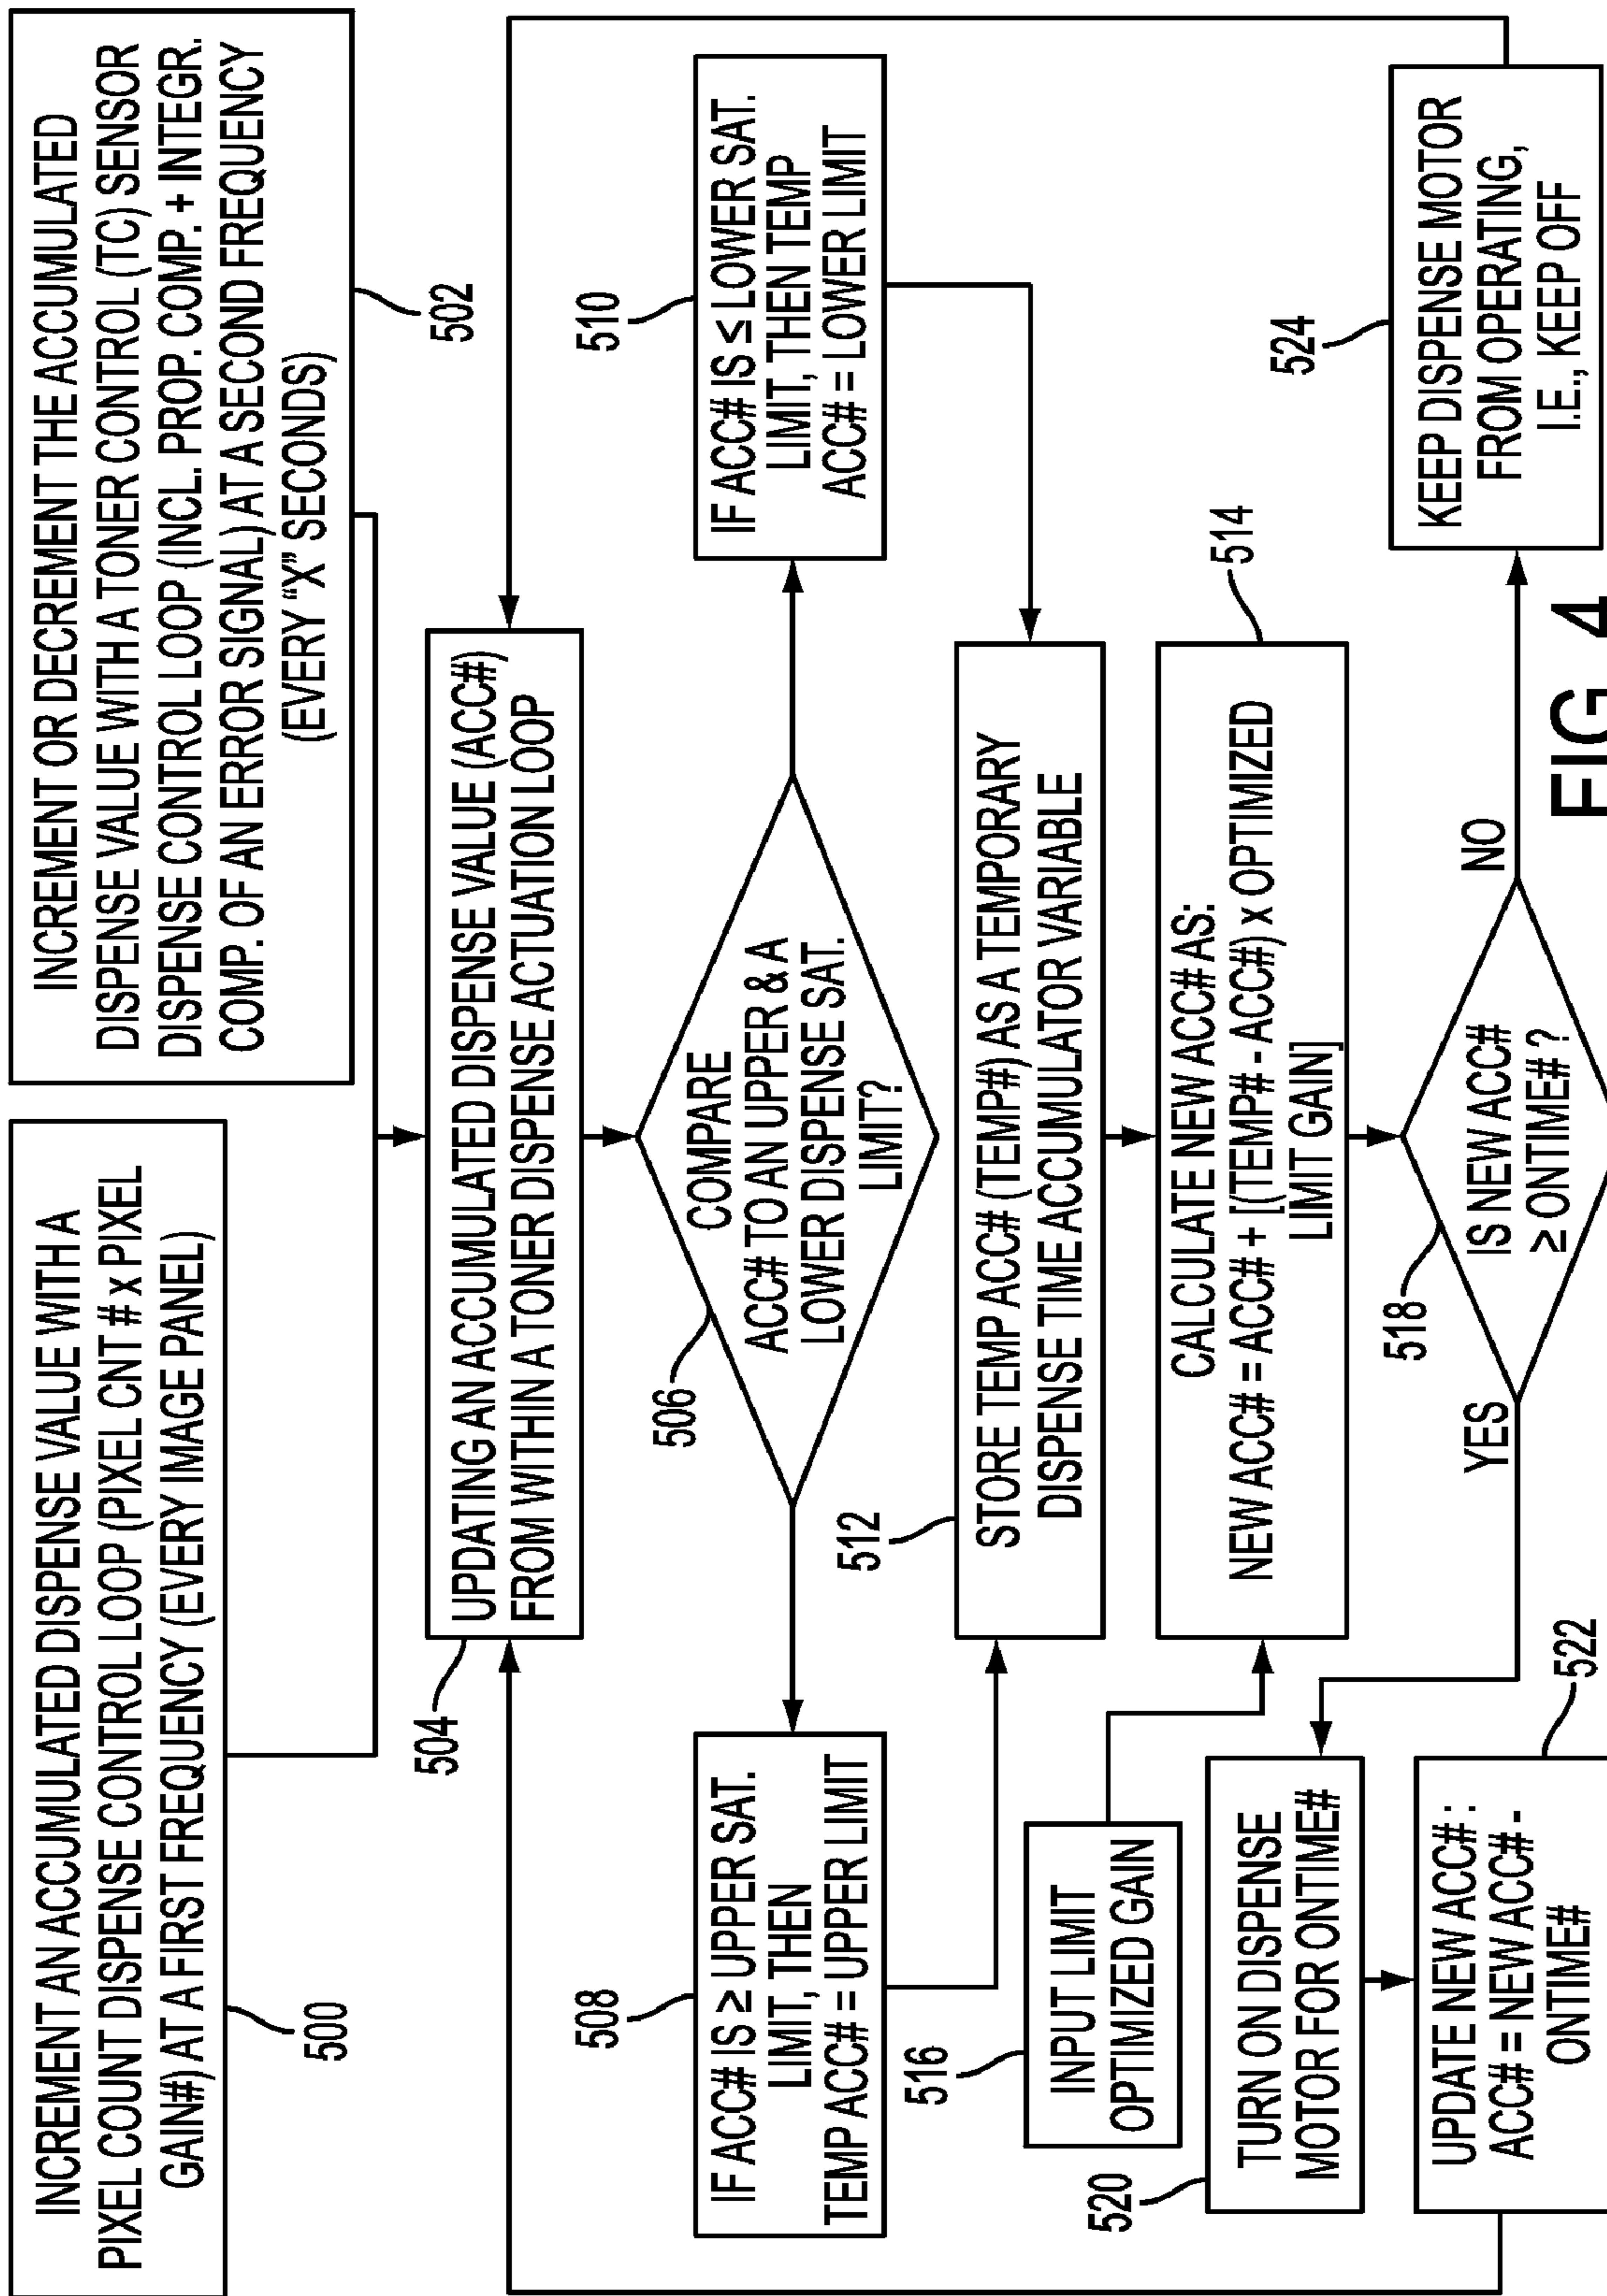 INCREMENT AN ACCUMULATED DISPENSE VALUE WITH A
PIXEL COUNT DISPENSE CONTROL LOOP (PIXEL CNT # x PIXEL
GAIN#) AT A FIRST FREQUENCY (EVERY IMAGE PANEL)
500
INCREMENT OR DECREMENT THE ACCUMULATED
DISPENSE VALUE WITH A TONER CONTROL (TC) SENSOR
DISPENSE CONTROL LOOP (INCL. PROP. COMP. + INTEGR.
COMP. OF AN ERROR SIGNAL) AT A SECOND FREQUENCY
(EVERY “X” SECONDS)
502
504
UPDATING AN ACCUMULATED DISPENSE VALUE (ACC#)
FROM WITHIN A TONER DISPENSE ACTUATION LOOP
506
COMPARE
ACC# TO AN UPPER & A
LOWER DISPENSE SAT.
LIMIT?
508
IF ACC# IS ≥ UPPER SAT.
LIMIT, THEN
TEMP ACC# = UPPER LIMIT
510
IF ACC# IS ≤ LOWER SAT.
LIMIT, THEN TEMP
ACC# = LOWER LIMIT
512
STORE TEMP ACC# (TEMP#) AS A TEMPORARY
DISPENSE TIME ACCUMULATOR VARIABLE
516
INPUT LIMIT
OPTIMIZED GAIN
514
CALCULATE NEW ACC# AS:
NEW ACC# = ACC# + [(TEMP# - ACC#) x OPTIMIZED
LIMIT GAIN]
518
IS NEW ACC#
≥ ONTIME# ?
YES
NO
520
TURN ON DISPENSE
MOTOR FOR ONTIME#
522
UPDATE NEW ACC# :
ACC# = NEW ACC# -
ONTIME#
524
KEEP DISPENSE MOTOR
FROM OPERATING,
I.E., KEEP OFF
FIG. 4